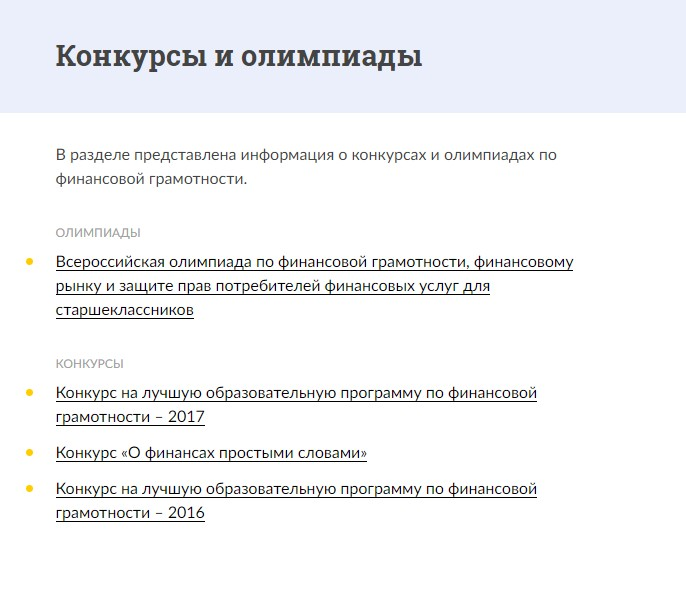 Конкурсы и олимпиады
В разделе представлена информация о конкурсах и олимпиадах по
финансовой грамотности.
ОЛИМПИАДЫ
Всероссийская олимпиада по финансовой грамотности, финансовому
рынку и защите прав потребителей финансовых услуг для
старшеклассников
КОНКУРСЫ
Конкурс на лучшую образовательную программу по финансовой
грамотности – 2017
Конкурс «О финансах простыми словами»
Конкурс на лучшую образовательную программу по финансовой
грамотности – 2016